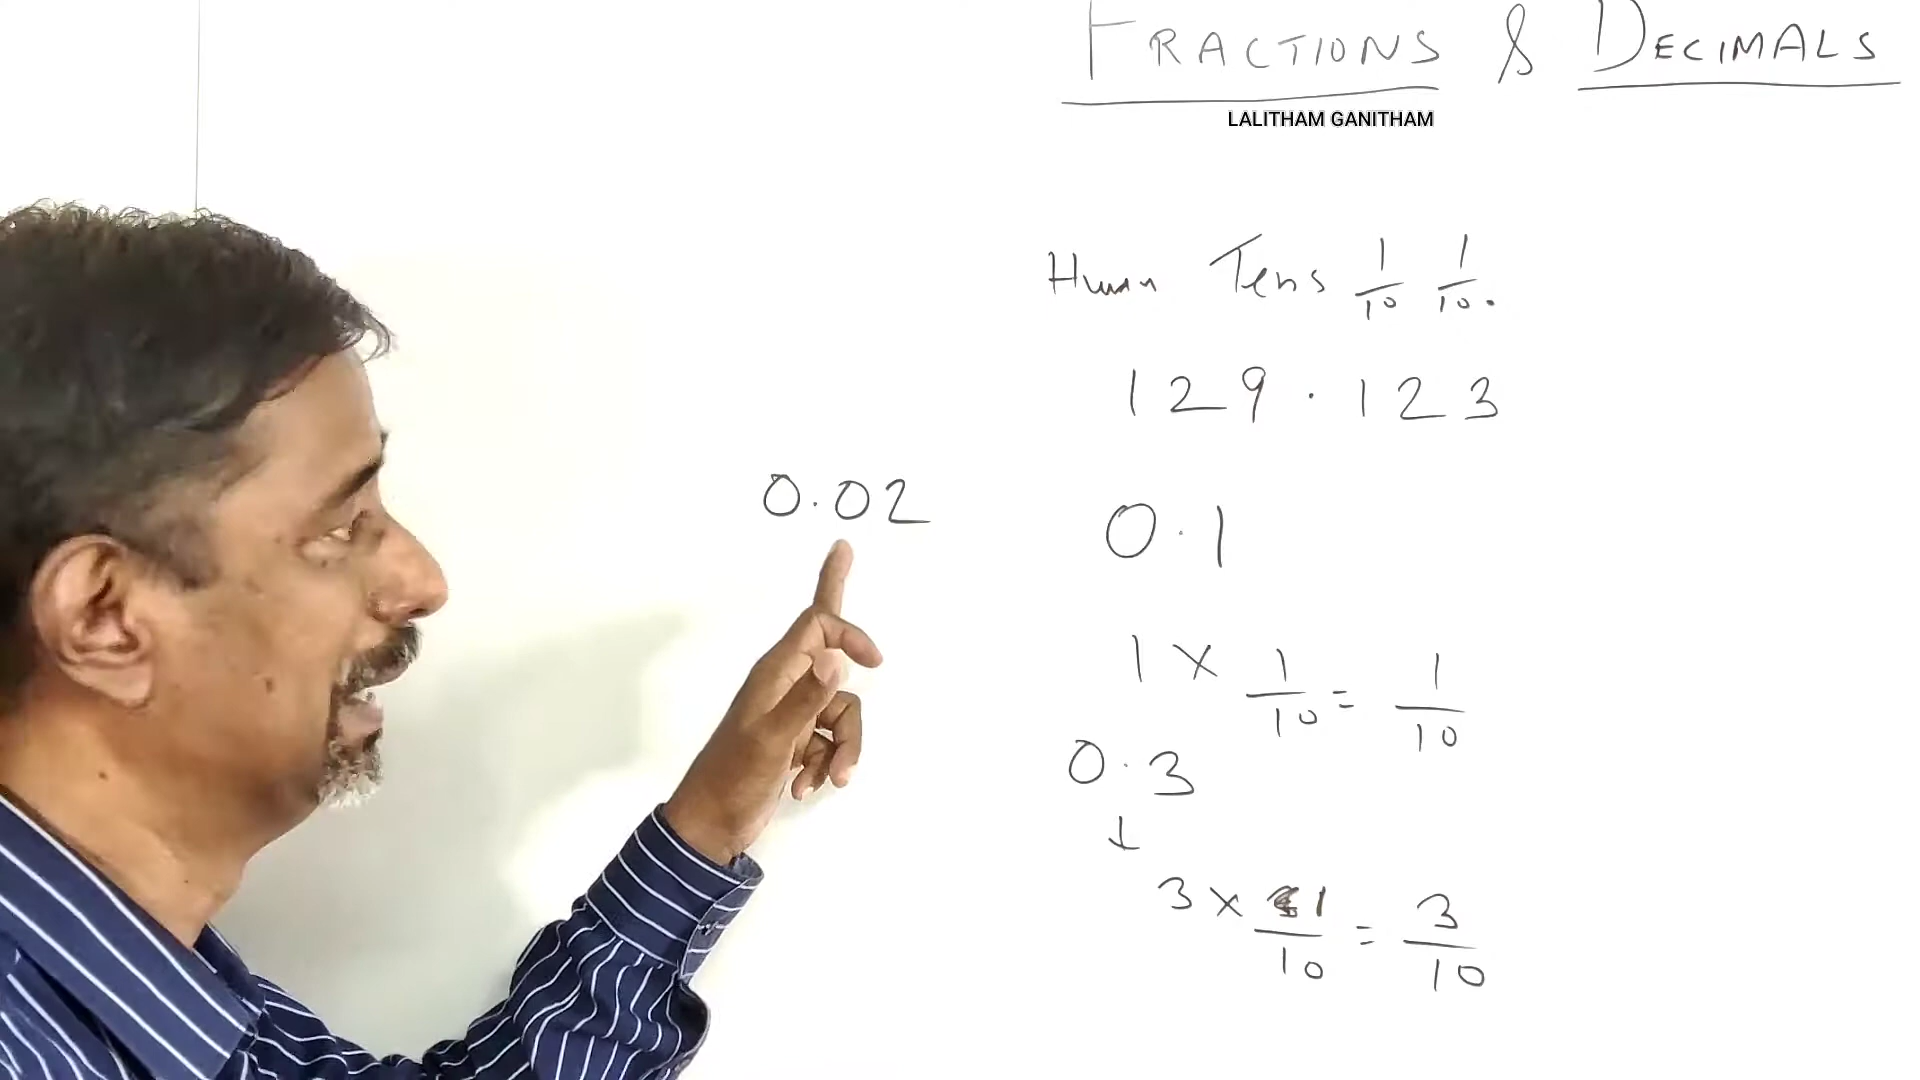 FRACTIONS & DECIMALS
LALITHAM GANITHAM
Tens 1/10 1/10.
129.123
0.02
0.1
1 × 1/10 = 1/10
0.3
↓
3 × 1/10 = 3/10